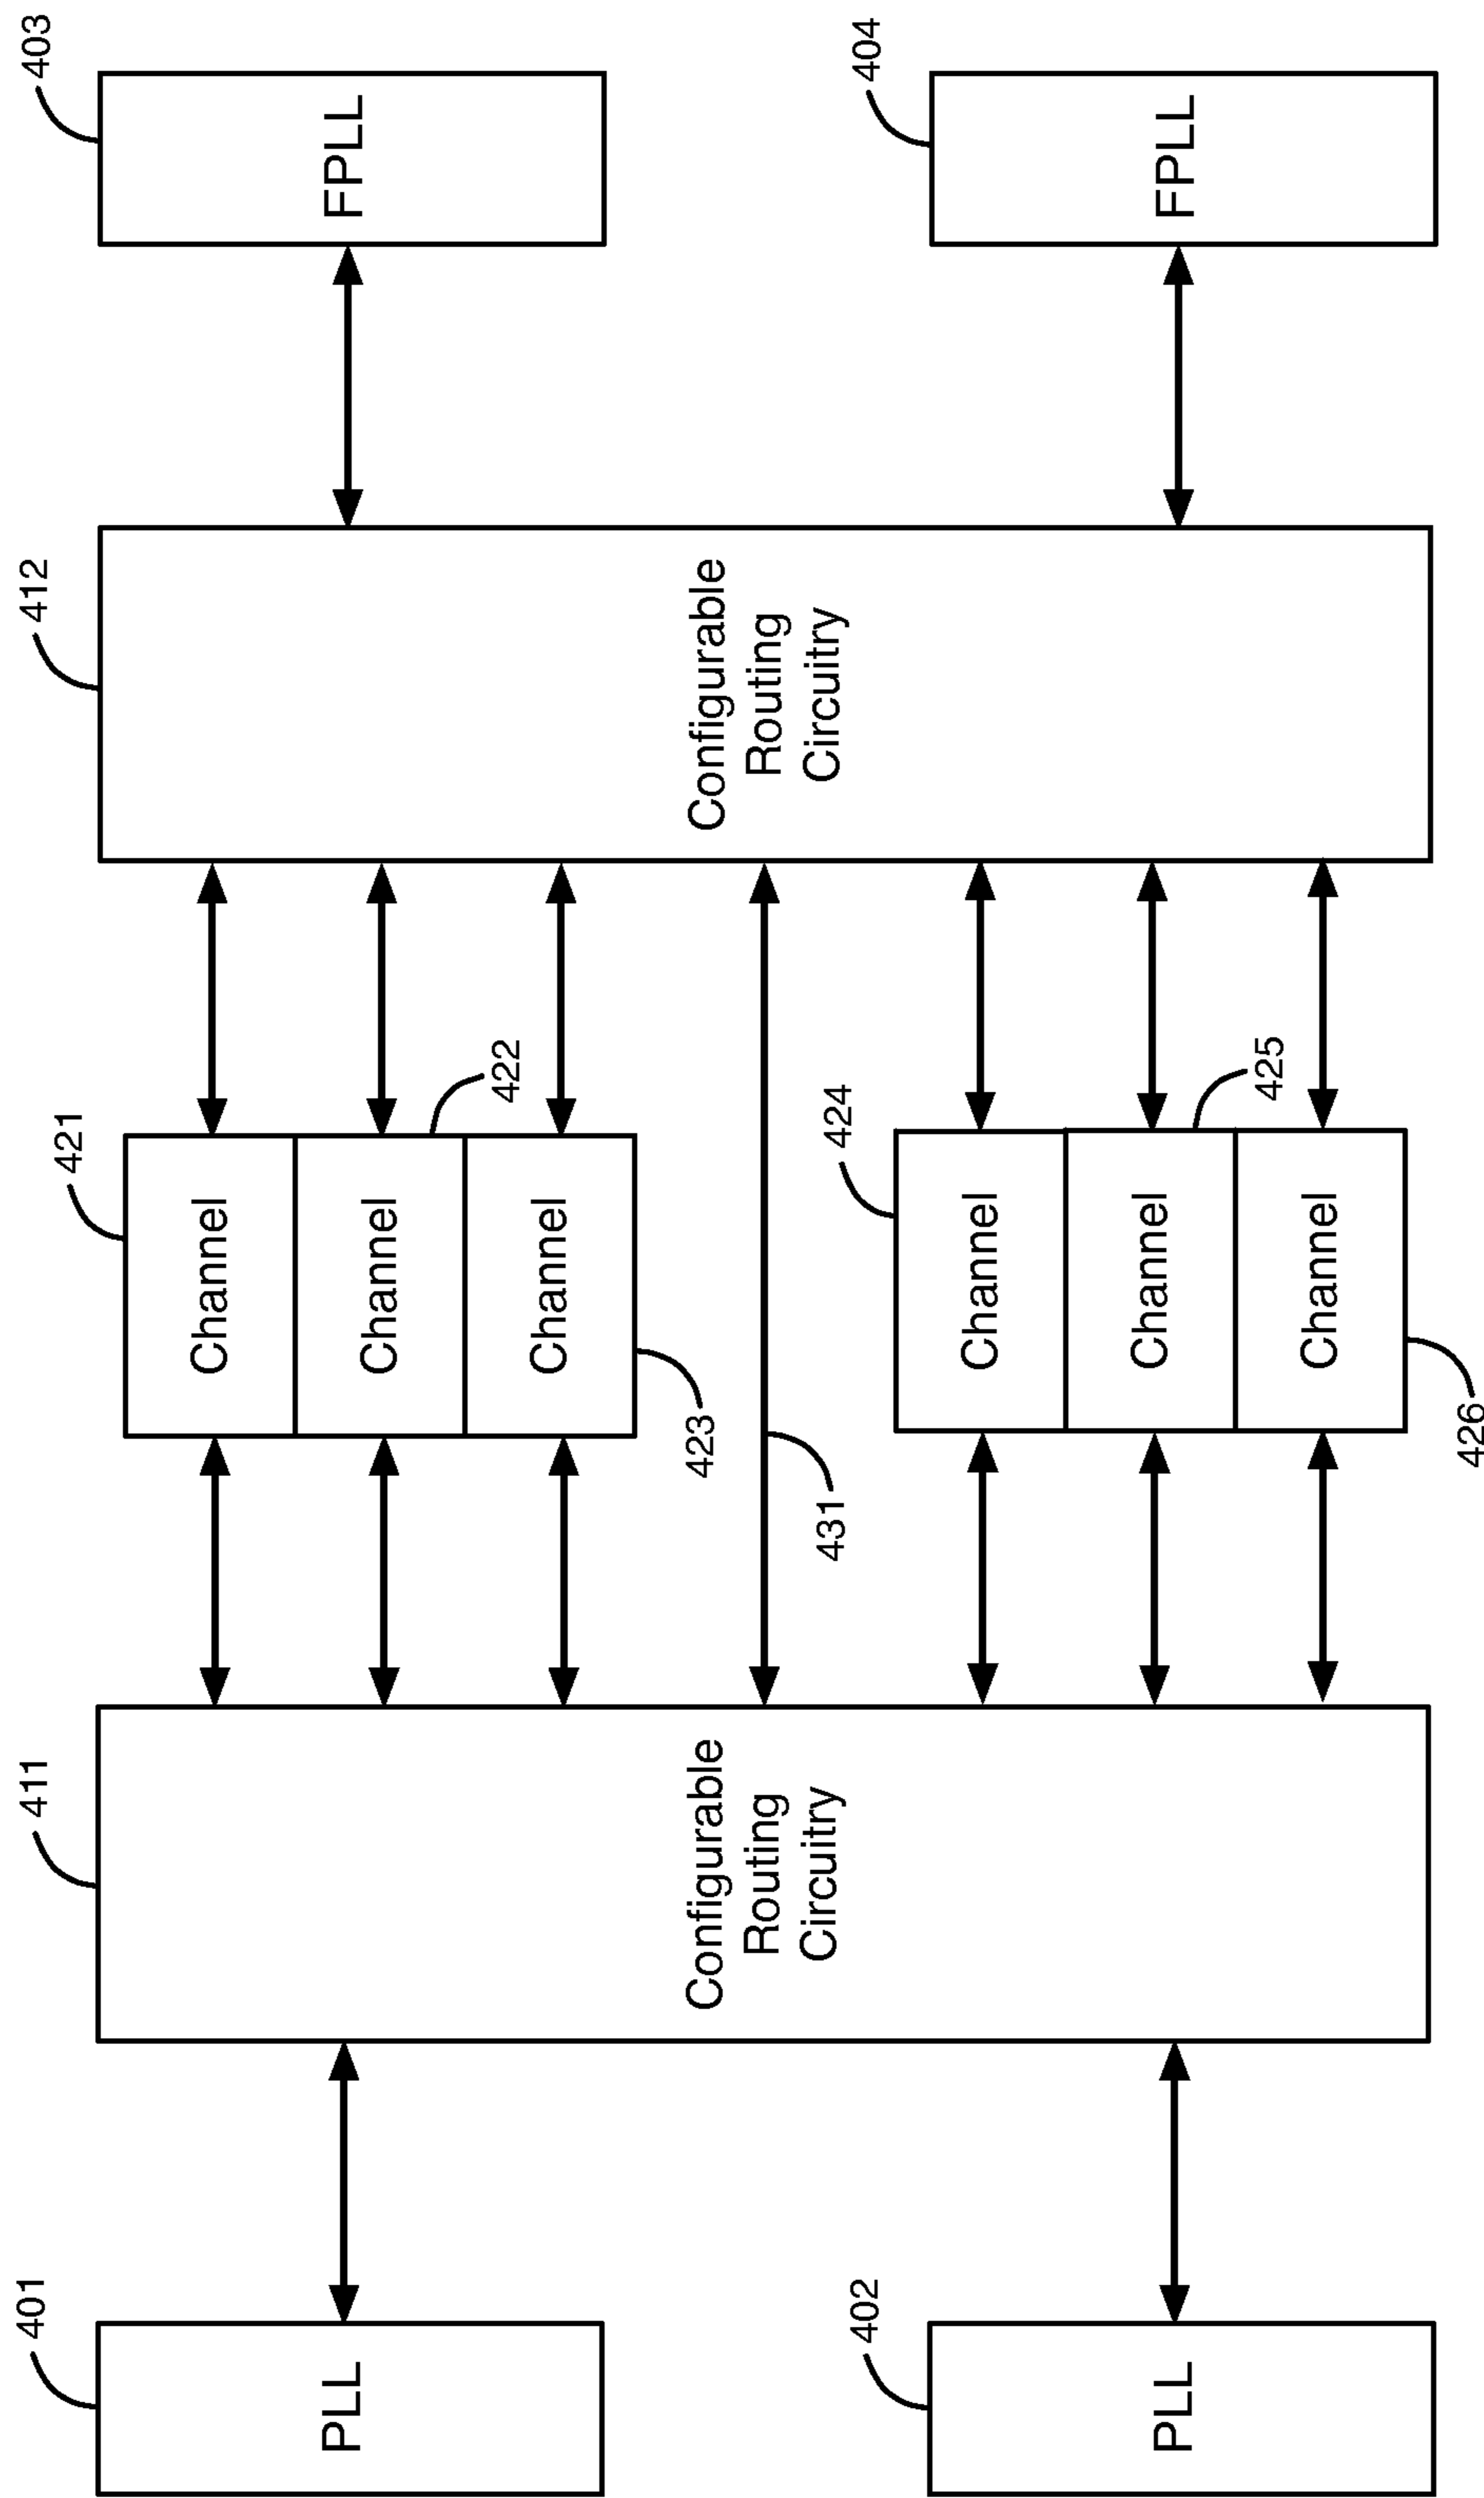 401
PLL
402
PLL
411
Configurable
Routing
Circuitry
421
Channel
Channel
422
Channel
423
431
424
Channel
Channel
425
Channel
426
412
Configurable
Routing
Circuitry
403
FPLL
404
FPLL